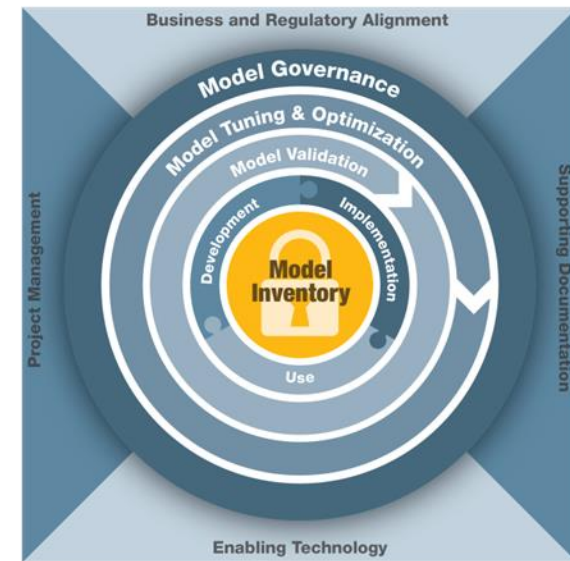 Business and Regulatory Alignment
Model Governance
Model Tuning & Optimization
Model Validation
Development
Implementation
Model
Inventory
Use
Project Management
Supporting Documentation
Enabling Technology